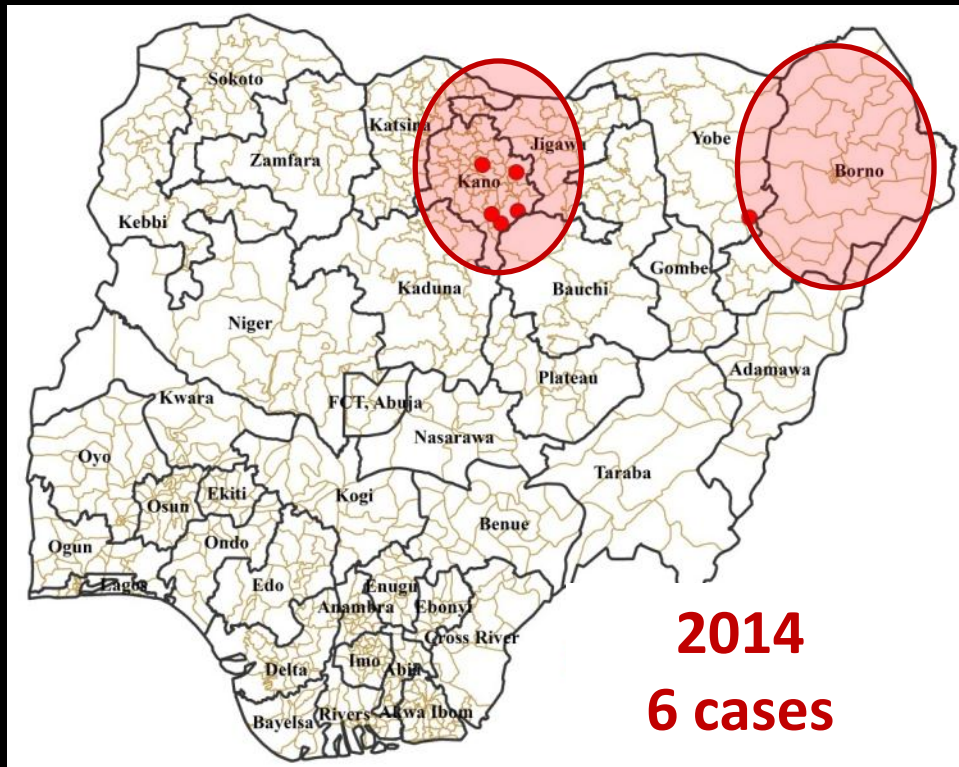 Sokoto
Katsina
Jigawa
Yobe
Zamfara
Kano
Borno
Kebbi
Gombe
Kaduna
Bauchi
Niger
Plateau
Adamawa
Kwara
FCT, Abuja
Nasarawa
Oyo
Taraba
Ekiti
Kogi
Osun
Benue
Ogun
Ondo
Lagos
Edo
Enugu
Anambra
Ebonyi
Cross River
Imo
Delta
Abia
Bayelsa
Rivers
Akwa Ibom
2014
6 cases